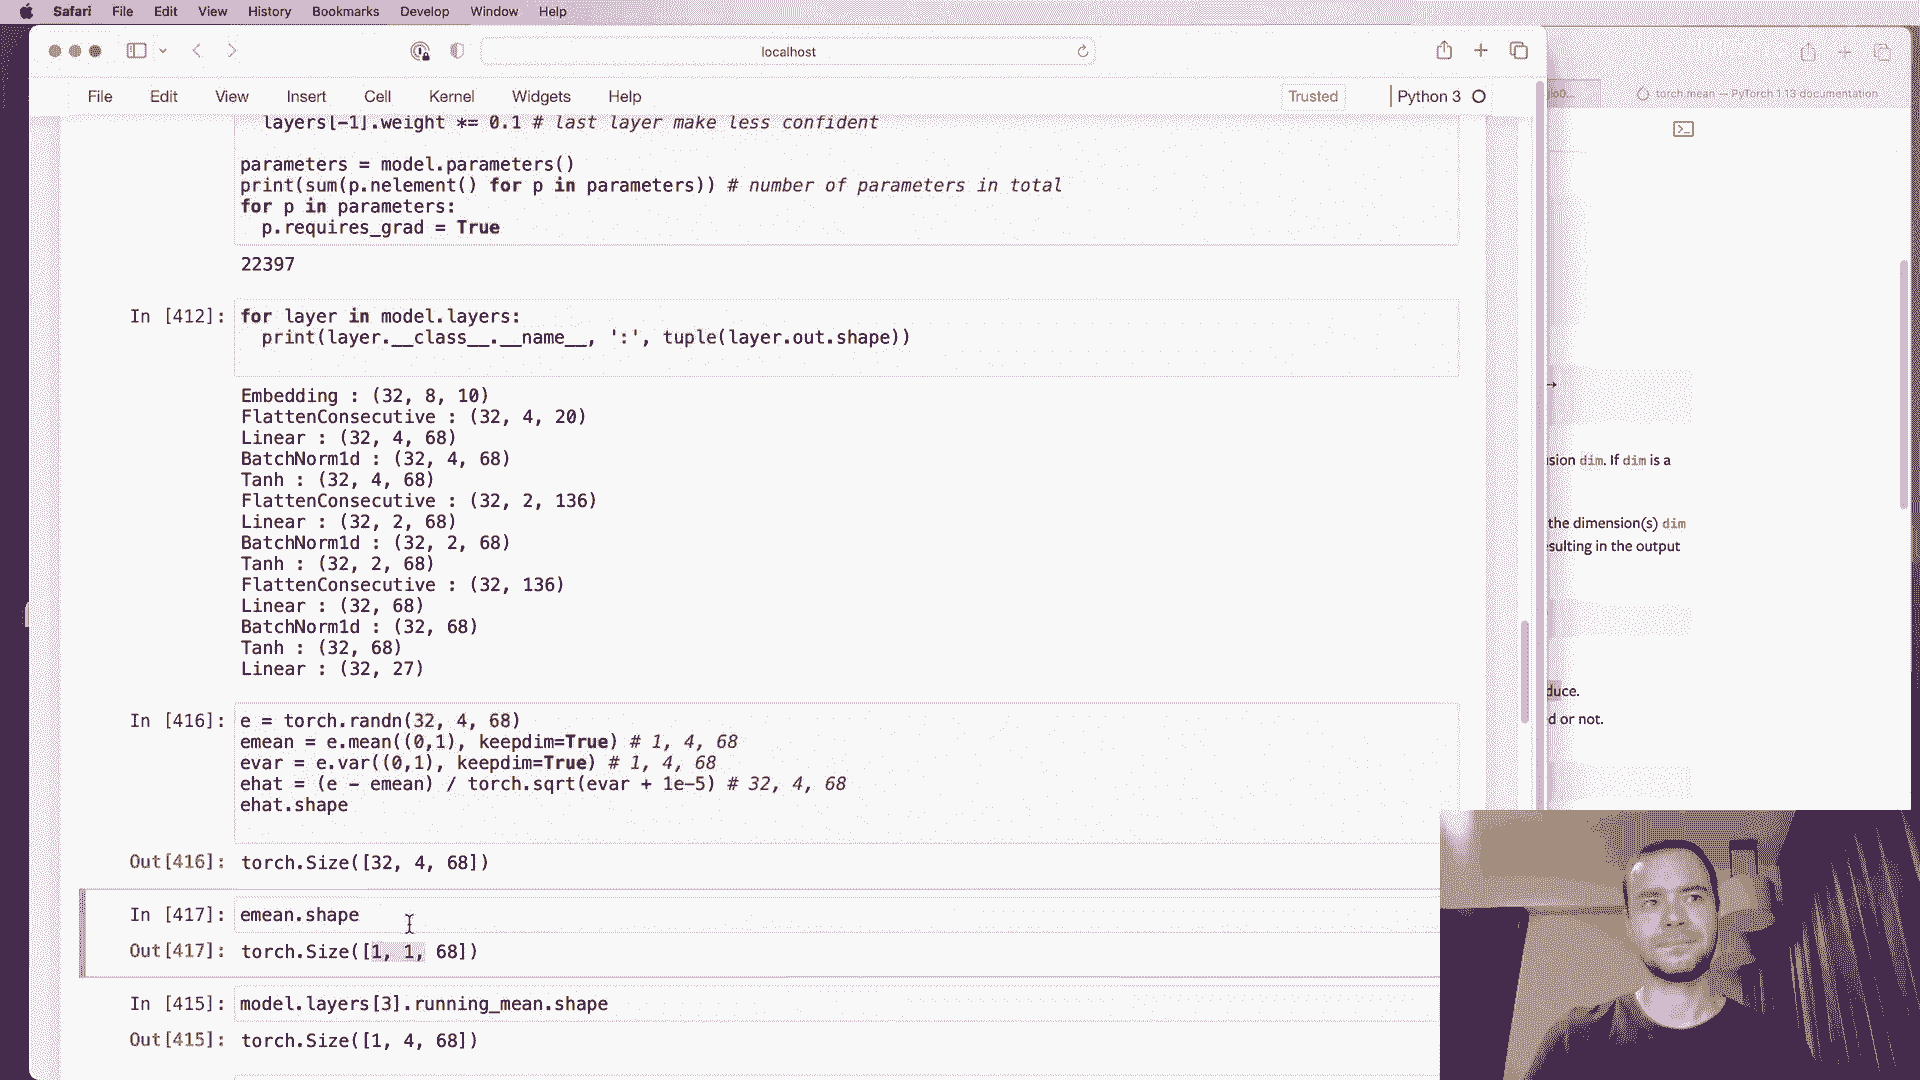 Safari File Edit View History Bookmarks Develop Window Help
localhost
File Edit View Insert Cell Kernel Widgets Help
Trusted Python 3
torch.mean — PyTorch 1.13 documentation
layers[-1].weight *= 0.1 # last layer make less confident
parameters = model.parameters()
print(sum(p.nelement() for p in parameters)) # number of parameters in total
for p in parameters:
p.requires_grad = True
22397
In [412]: for layer in model.layers:
print(layer.__class__.__name__, ':', tuple(layer.out.shape))
Embedding : (32, 8, 10)
FlattenConsecutive : (32, 4, 20)
Linear : (32, 4, 68)
BatchNorm1d : (32, 4, 68)
Tanh : (32, 4, 68)
FlattenConsecutive : (32, 2, 136)
Linear : (32, 2, 68)
BatchNorm1d : (32, 2, 68)
Tanh : (32, 2, 68)
FlattenConsecutive : (32, 136)
Linear : (32, 68)
BatchNorm1d : (32, 68)
Tanh : (32, 68)
Linear : (32, 27)
In [416]: e = torch.randn(32, 4, 68)
emean = e.mean((0,1), keepdim=True) # 1, 4, 68
evar = e.var((0,1), keepdim=True) # 1, 4, 68
ehat = (e - emean) / torch.sqrt(evar + 1e-5) # 32, 4, 68
ehat.shape
Out[416]: torch.Size([32, 4, 68])
In [417]: emean.shape
Out[417]: torch.Size([1, 1, 68])
In [415]: model.layers[3].running_mean.shape
Out[415]: torch.Size([1, 4, 68])
sion dim. If dim is a
the dimension(s) dim
sulting in the output
duce.
d or not.